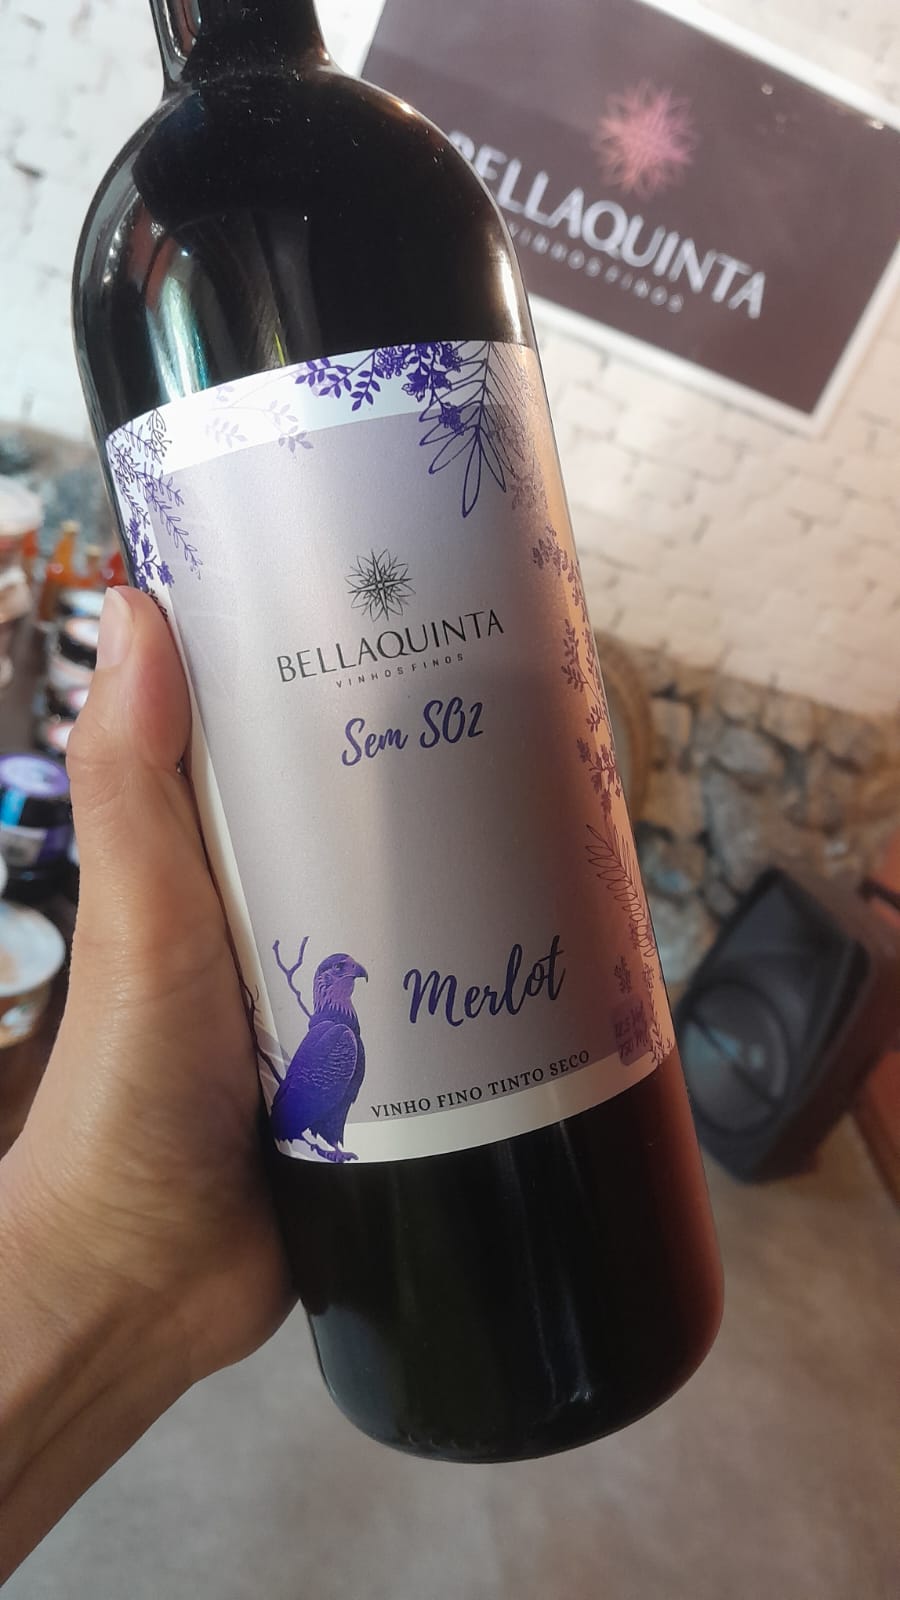 BELLAQUINTA
VINHOS FINOS
BELLAQUINTA
VINHOS FINOS
Sem SO2
Merlot
VINHO FINO TINTO SECO